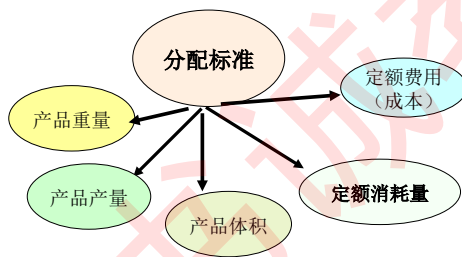 分配标准
定额费用
（成本）
产品重量
产品产量
定额消耗量
产品体积